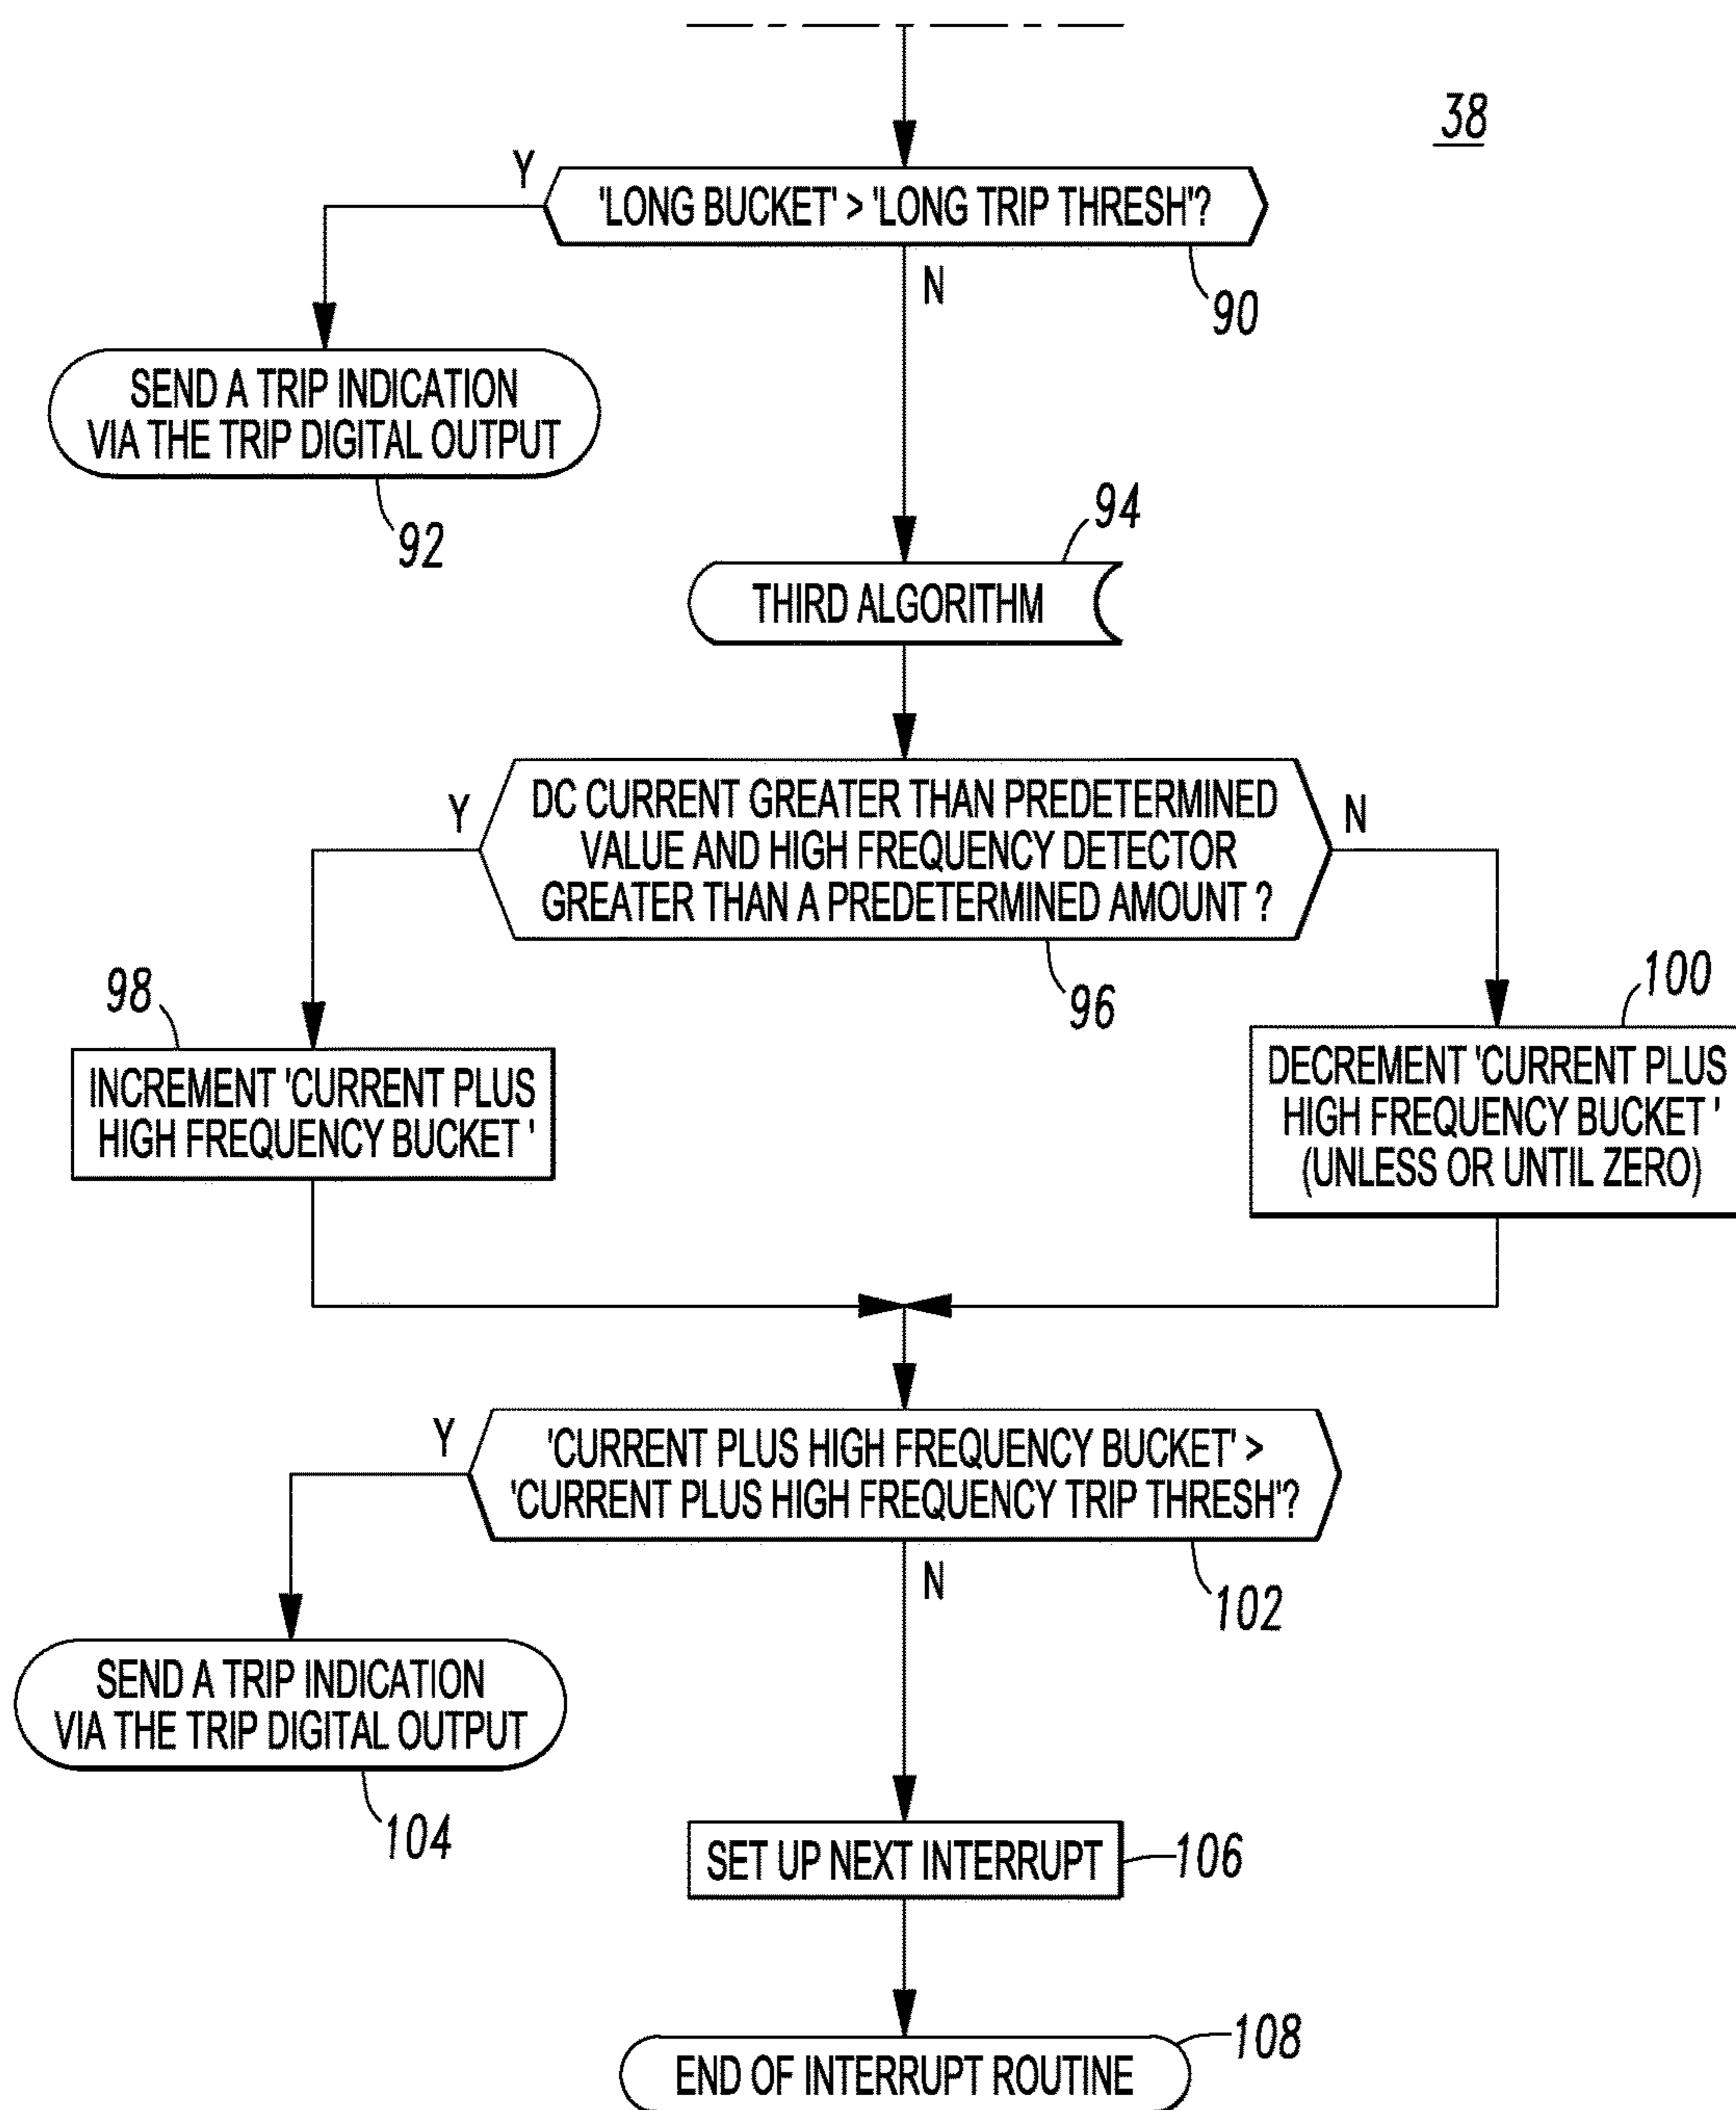 38
Y
'LONG BUCKET' > 'LONG TRIP THRESH'?
N
90
SEND A TRIP INDICATION
VIA THE TRIP DIGITAL OUTPUT
92
94
THIRD ALGORITHM
Y
DC CURRENT GREATER THAN PREDETERMINED
VALUE AND HIGH FREQUENCY DETECTOR
GREATER THAN A PREDETERMINED AMOUNT ?
N
96
98
INCREMENT 'CURRENT PLUS
HIGH FREQUENCY BUCKET '
100
DECREMENT 'CURRENT PLUS
HIGH FREQUENCY BUCKET '
(UNLESS OR UNTIL ZERO)
Y
'CURRENT PLUS HIGH FREQUENCY BUCKET' >
'CURRENT PLUS HIGH FREQUENCY TRIP THRESH'?
N
102
SEND A TRIP INDICATION
VIA THE TRIP DIGITAL OUTPUT
104
SET UP NEXT INTERRUPT
106
END OF INTERRUPT ROUTINE
108